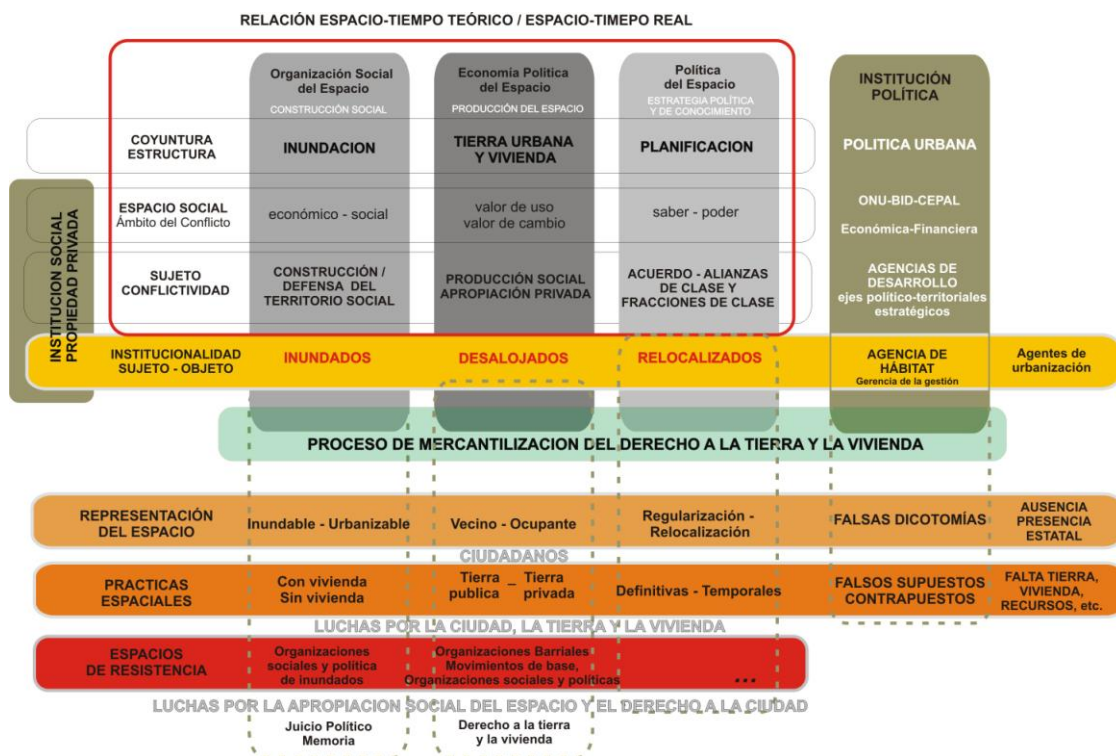 RELACIÓN ESPACIO-TIEMPO TEÓRICO / ESPACIO-TIMEPO REAL
Organización Social
del Espacio
CONSTRUCCIÓN SOCIAL
Economía Politica
del Espacio
PRODUCCIÓN DEL ESPACIO
Política
del Espacio
ESTRATEGIA POLÍTICA
Y DE CONOCIMIENTO
INSTITUCIÓN
POLÍTICA
COYUNTURA
ESTRUCTURA
INUNDACION
TIERRA URBANA
Y VIVIENDA
PLANIFICACION
POLITICA URBANA
INSTITUCION SOCIAL
PROPIEDAD PRIVADA
ESPACIO SOCIAL
Ámbito del Conflicto
económico - social
valor de uso
valor de cambio
saber - poder
ONU-BID-CEPAL
Económica-Financiera
SUJETO
CONFLICTIVIDAD
CONSTRUCCIÓN /
DEFENSA DEL
TERRITORIO SOCIAL
PRODUCCIÓN SOCIAL
APROPIACIÓN PRIVADA
ACUERDO - ALIANZAS
DE CLASE Y
FRACCIONES DE CLASE
AGENCIAS DE
DESARROLLO
ejes político-territoriales
estratégicos
INSTITUCIONALIDAD
SUJETO - OBJETO
INUNDADOS
DESALOJADOS
RELOCALIZADOS
AGENCIA DE
HÁBITAT
Gerencia de la gestión
Agentes de
urbanización
PROCESO DE MERCANTILIZACION DEL DERECHO A LA TIERRA Y LA VIVIENDA
REPRESENTACIÓN
DEL ESPACIO
Inundable - Urbanizable
Vecino - Ocupante
Regularización -
Relocalización
FALSAS DICOTOMÍAS
AUSENCIA
PRESENCIA
ESTATAL
CIUDADANOS
PRACTICAS
ESPACIALES
Con vivienda
Sin vivienda
Tierra publica – Tierra privada
Definitivas - Temporales
FALSOS SUPUESTOS
CONTRAPUESTOS
FALTA TIERRA,
VIVIENDA,
RECURSOS, etc.
LUCHAS POR LA CIUDAD, LA TIERRA Y LA VIVIENDA
ESPACIOS
DE RESISTENCIA
Organizaciones
sociales y política
de inundados
Organizaciones Barriales
Movimientos de base,
Organizaciones sociales y politicas
...
LUCHAS POR LA APROPIACION SOCIAL DEL ESPACIO Y EL DERECHO A LA CIUDAD
Juicio Político
Memoria
Derecho a la tierra
y la vivienda